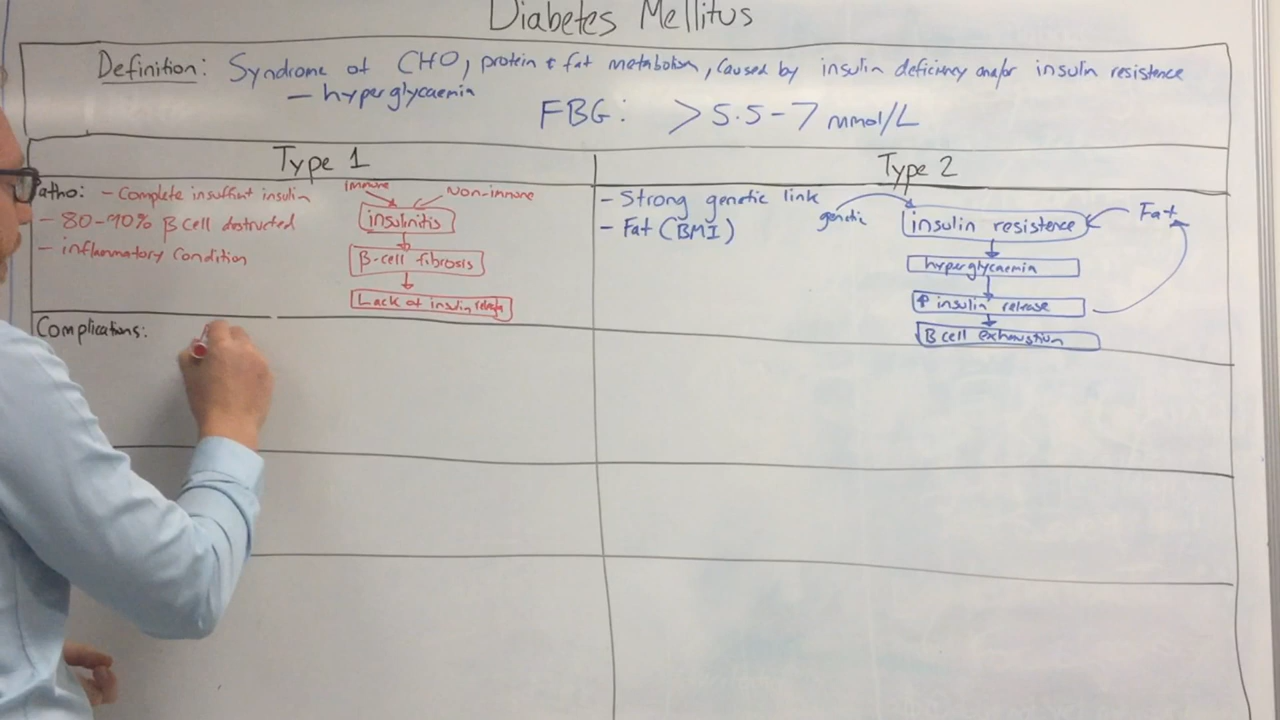 Diabetes Mellitus
Definition: Syndrome of CHO, protein & fat metabolism, caused by insulin deficiency and/or insulin resistence
— hyperglycaemia
FBG: > 5.5-7 mmol/L
Type 1
Type 2
Patho: - Complete insuffient insulin
- 80-90% β cell destructed
- inflammatory condition
Immune
Non-immune
insulinitis
β-cell fibrosis
Lack of insulin release
- Strong genetic link
- Fat (BMI)
genetic
insulin resistence
Fat
hyperglycaemia
↑ insulin release
B cell exhaustion
Complications: